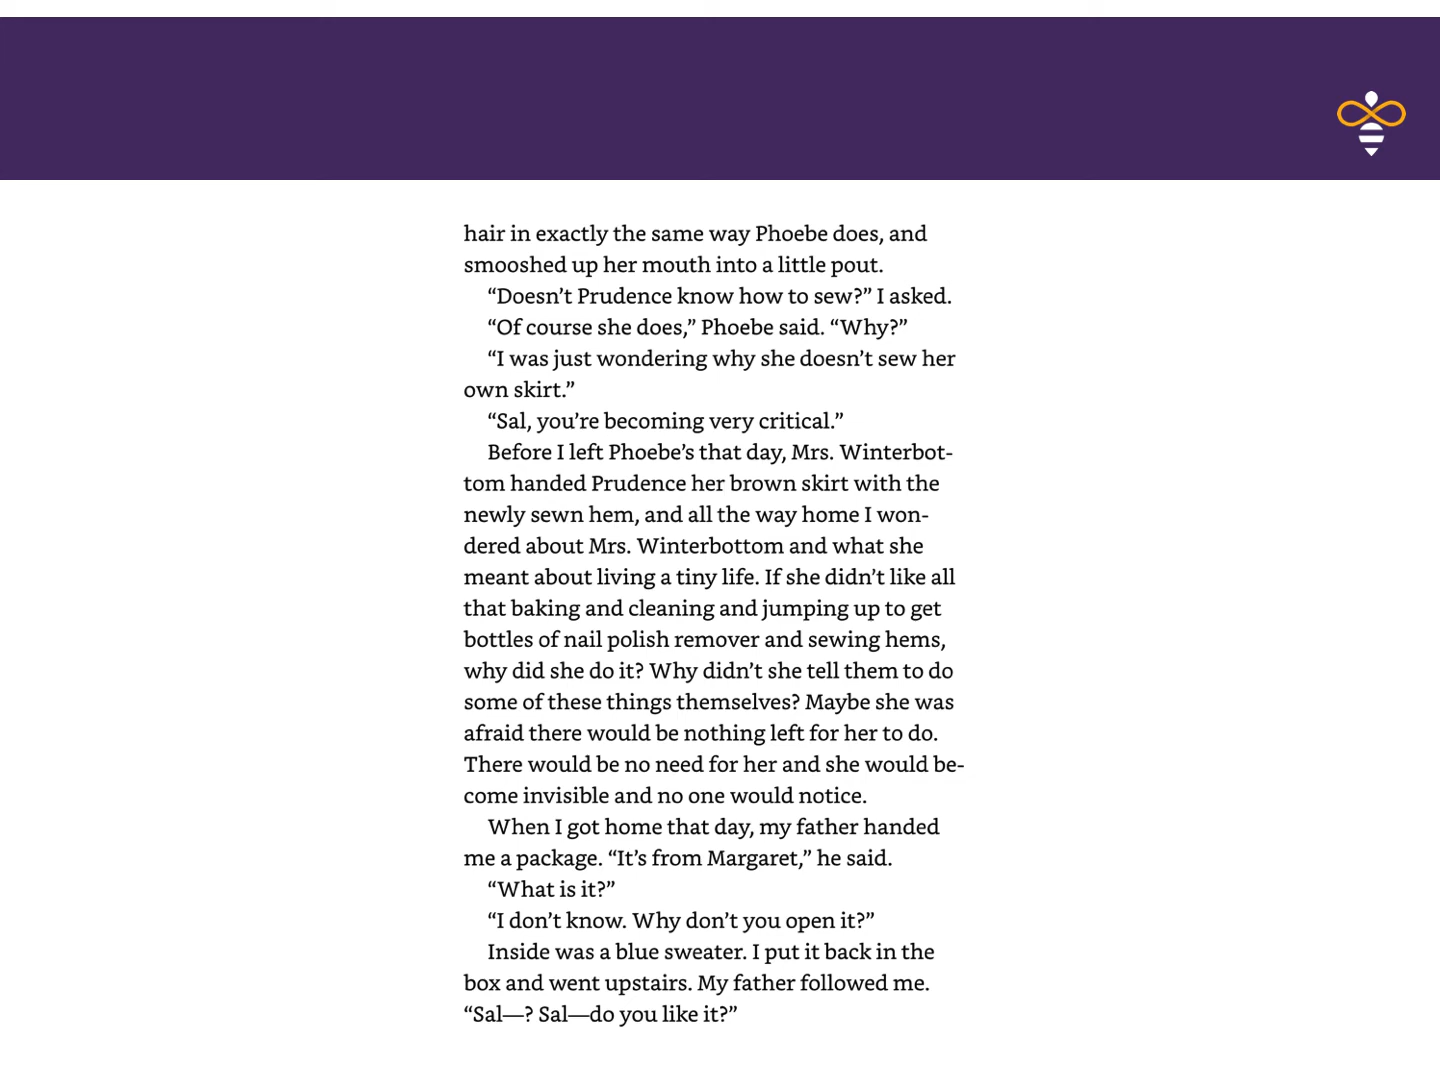 hair in exactly the same way Phoebe does, and
smooshed up her mouth into a little pout.
“Doesn’t Prudence know how to sew?” I asked.
“Of course she does,” Phoebe said. “Why?”
“I was just wondering why she doesn’t sew her
own skirt.”
“Sal, you’re becoming very critical.”
Before I left Phoebe’s that day, Mrs. Winterbot-
tom handed Prudence her brown skirt with the
newly sewn hem, and all the way home I won-
dered about Mrs. Winterbottom and what she
meant about living a tiny life. If she didn’t like all
that baking and cleaning and jumping up to get
bottles of nail polish remover and sewing hems,
why did she do it? Why didn’t she tell them to do
some of these things themselves? Maybe she was
afraid there would be nothing left for her to do.
There would be no need for her and she would be-
come invisible and no one would notice.
When I got home that day, my father handed
me a package. “It’s from Margaret,” he said.
“What is it?”
“I don’t know. Why don’t you open it?”
Inside was a blue sweater. I put it back in the
box and went upstairs. My father followed me.
“Sal—? Sal—do you like it?”